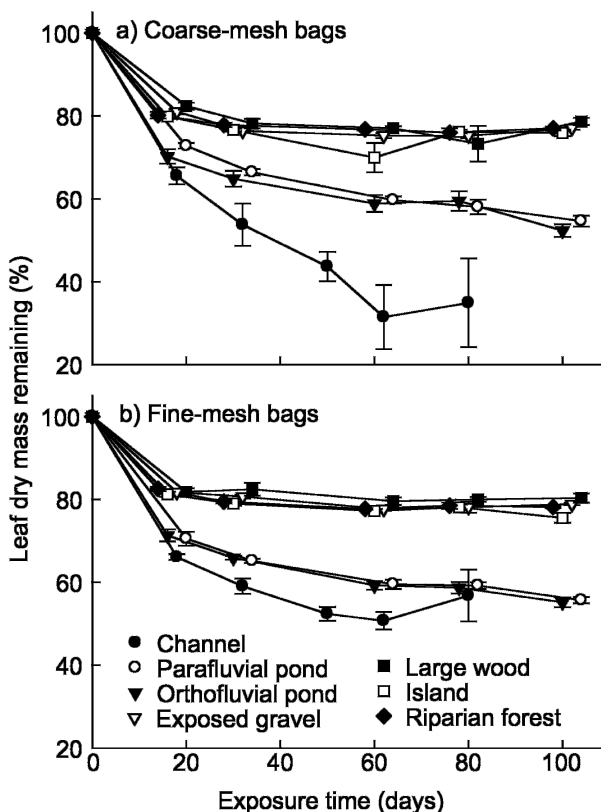 a) Coarse-mesh bags
100
80
60
40
20
Leaf dry mass remaining (%)
b) Fine-mesh bags
100
80
60
40
20
Channel
Parafluvial pond
Orthofluvial pond
Exposed gravel
Large wood
Island
Riparian forest
0 20 40 60 80 100
Exposure time (days)